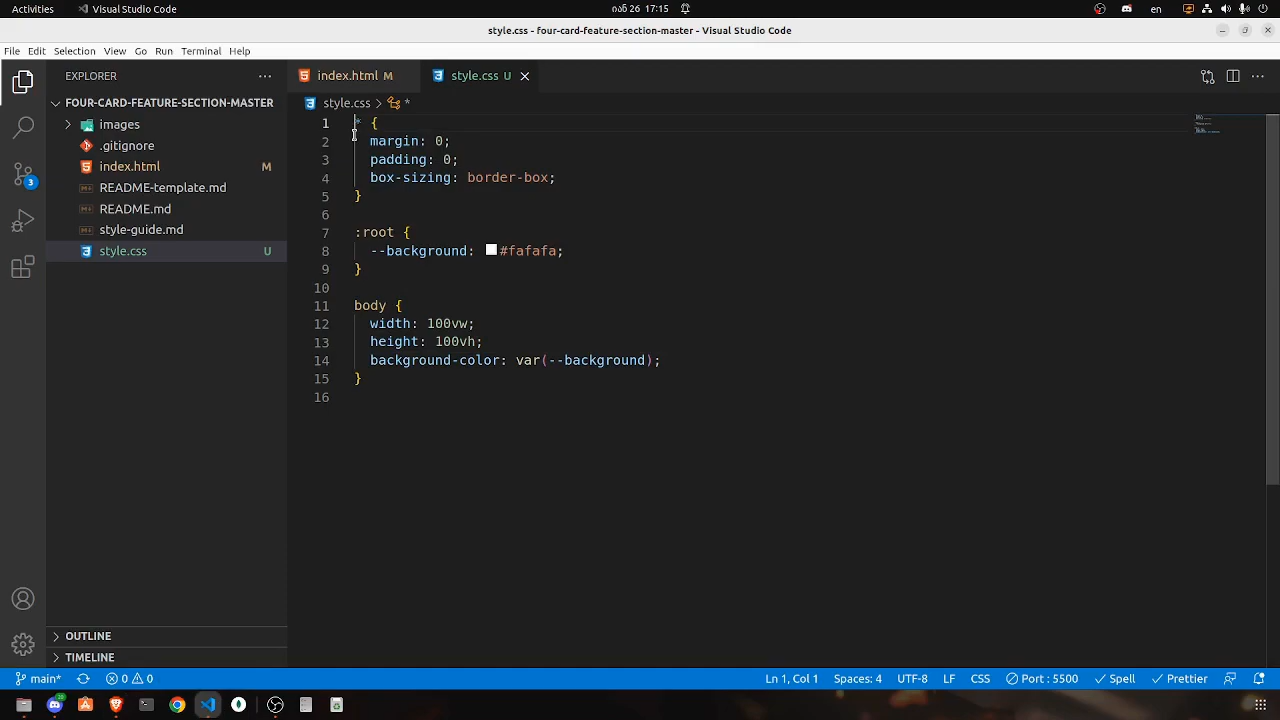 Activities Visual Studio Code იან 26 17:15 en
style.css - four-card-feature-section-master - Visual Studio Code
File Edit Selection View Go Run Terminal Help
EXPLORER
FOUR-CARD-FEATURE-SECTION-MASTER
images
.gitignore
index.html M
README-template.md
README.md
style-guide.md
style.css U
OUTLINE
TIMELINE
3
index.html M style.css U
style.css > *
1 * {
2 margin: 0;
3 padding: 0;
4 box-sizing: border-box;
5 }
6
7 :root {
8 --background: #fafafa;
9 }
10
11 body {
12 width: 100vw;
13 height: 100vh;
14 background-color: var(--background);
15 }
16
main* 0 0 Ln 1, Col 1 Spaces: 4 UTF-8 LF CSS Port : 5500 Spell Prettier